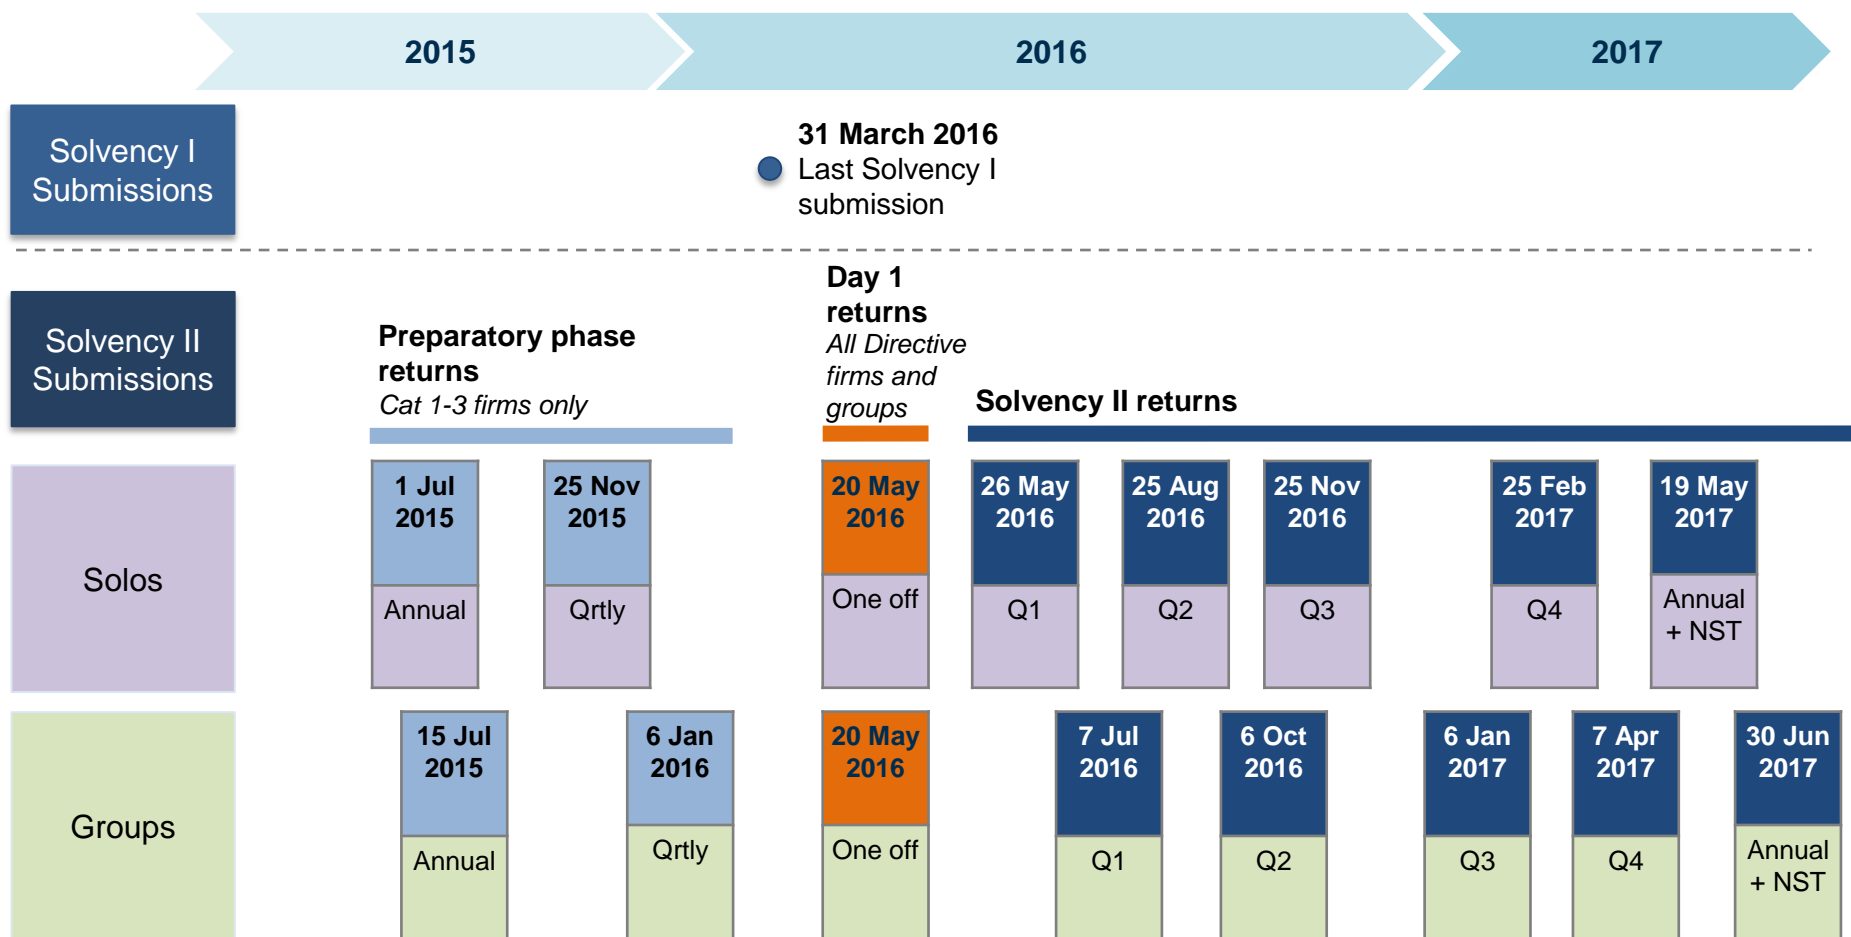 2015
2016
2017
Solvency I
Submissions
31 March 2016
Last Solvency I
submission
Solvency II
Submissions
Preparatory phase
returns
Cat 1-3 firms only
Day 1
returns
All Directive
firms and
groups
Solvency II returns
Solos
1 Jul
2015
Annual
25 Nov
2015
Qrtly
20 May
2016
One off
26 May
2016
Q1
25 Aug
2016
Q2
25 Nov
2016
Q3
25 Feb
2017
Q4
19 May
2017
Annual
+ NST
Groups
15 Jul
2015
Annual
6 Jan
2016
Qrtly
20 May
2016
One off
7 Jul
2016
Q1
6 Oct
2016
Q2
6 Jan
2017
Q3
7 Apr
2017
Q4
30 Jun
2017
Annual
+ NST